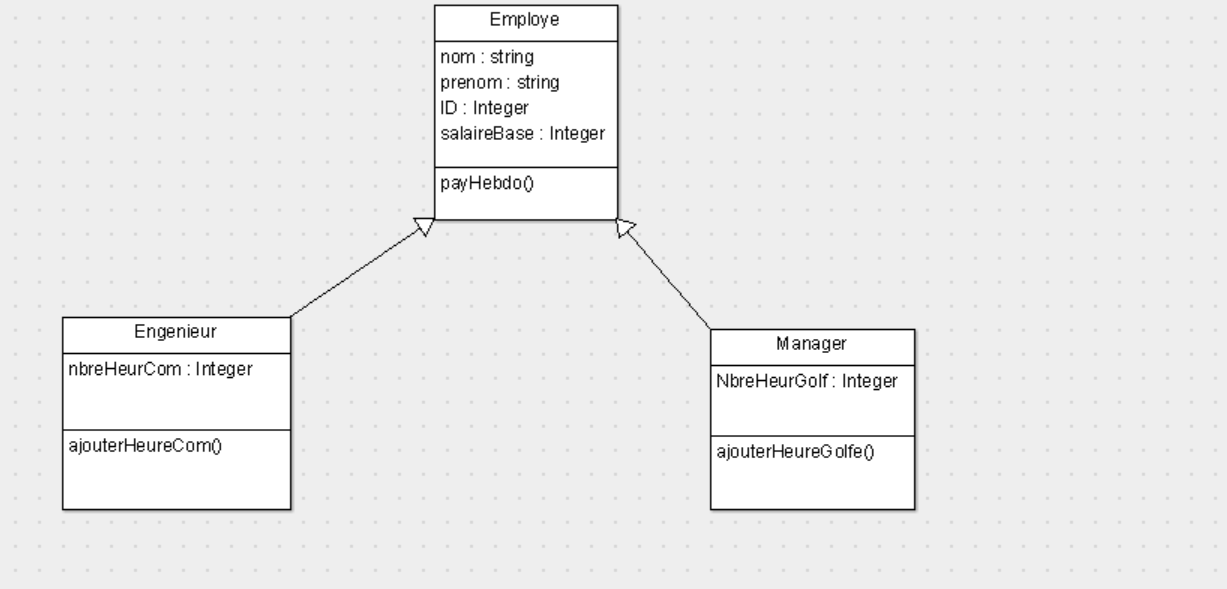 Employe
nom : string
prenom : string
ID : Integer
salaireBase : Integer
payHebdo()
Engenieur
nbreHeurCom : Integer
ajouterHeureCom()
Manager
NbreHeurGolf : Integer
ajouterHeureGolfe()